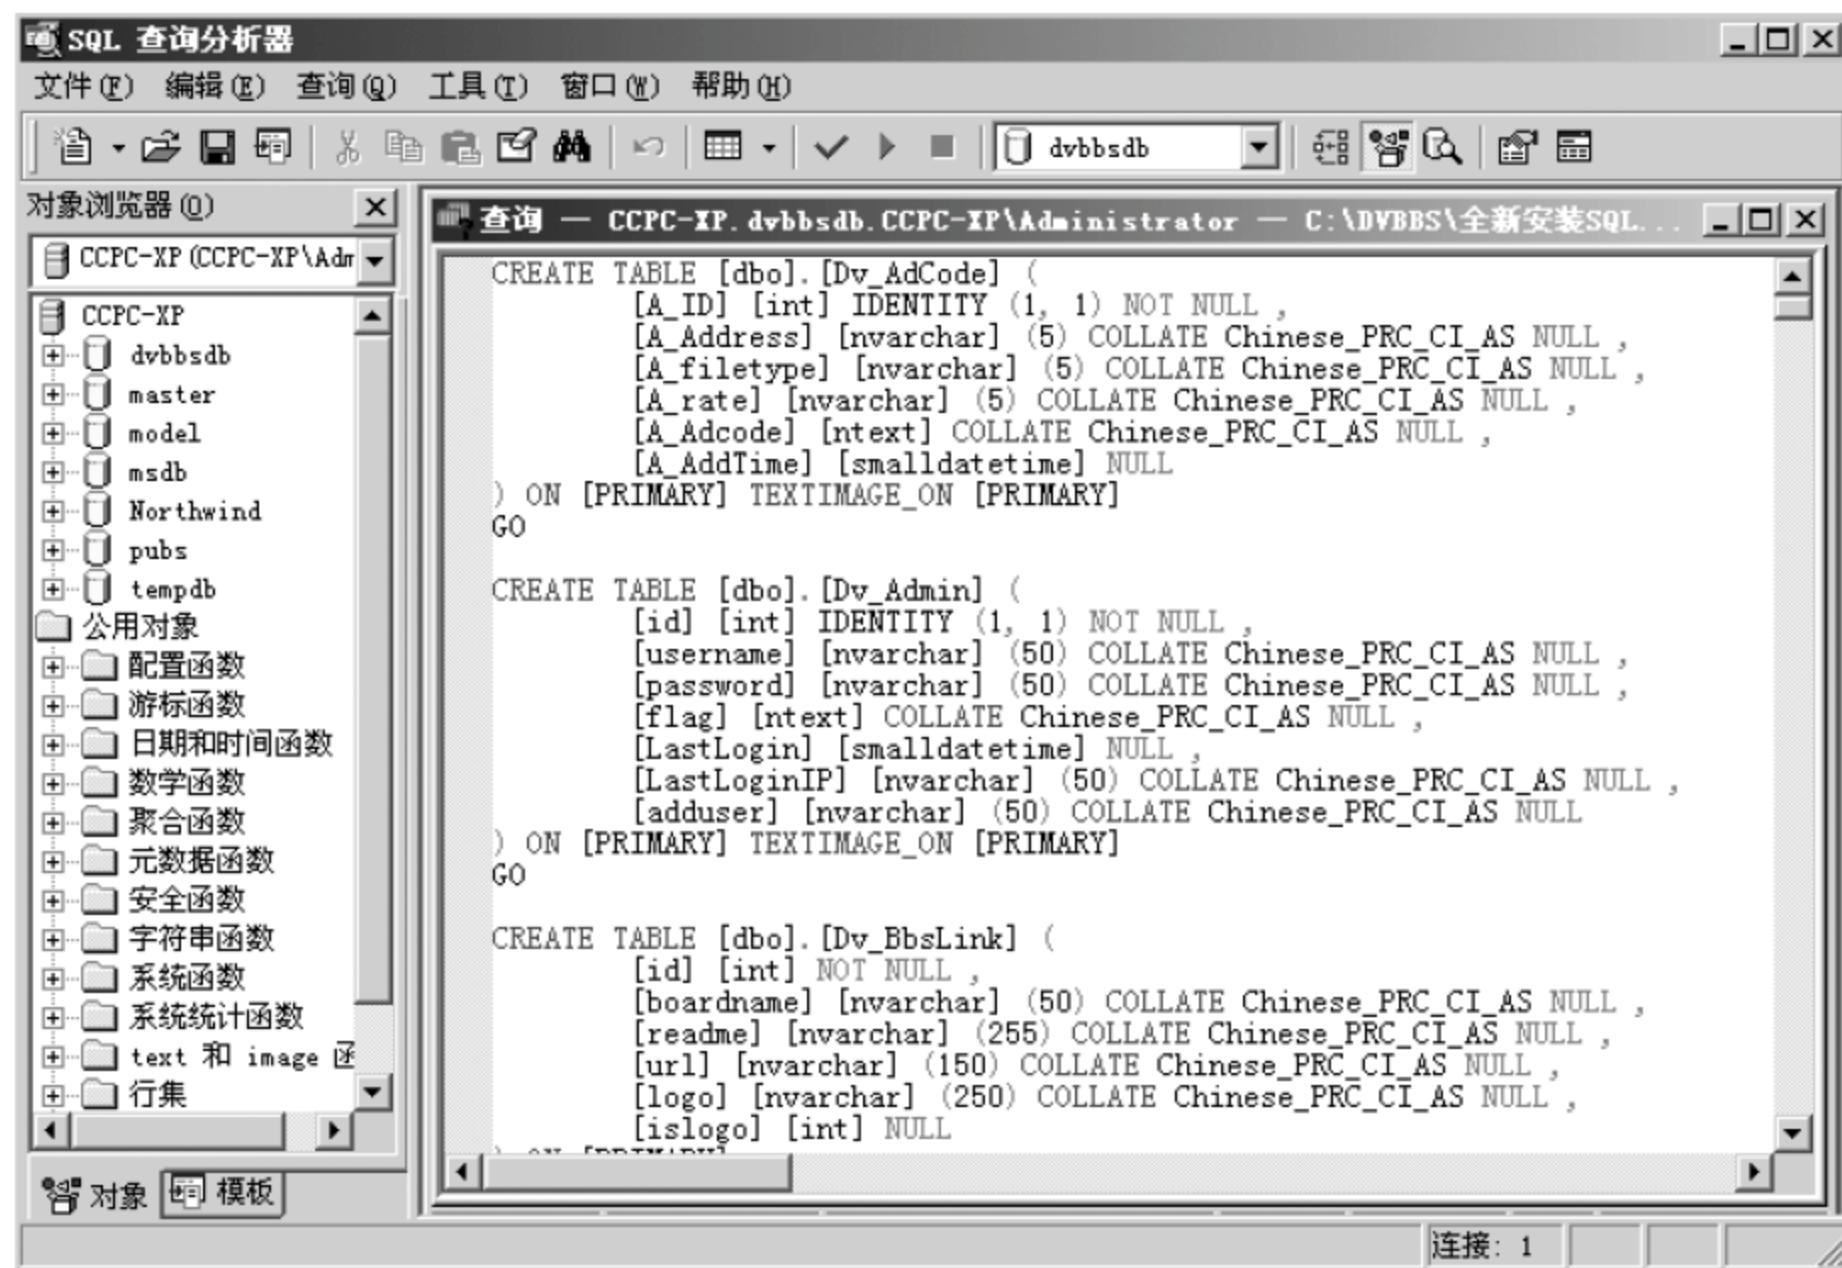 SQL 查询分析器
文件(F) 编辑(E) 查询(Q) 工具(T) 窗口(W) 帮助(H)
dvbbsdb
对象浏览器(O)
CCPC-XP (CCPC-XP\Adm
CCPC-XP
dvbbsdb
master
model
msdb
Northwind
pubs
tempdb
公用对象
配置函数
游标函数
日期和时间函数
数学函数
聚合函数
元数据函数
安全函数
字符串函数
系统函数
系统统计函数
text 和 image 函
行集
对象 模板
查询 — CCPC-XP.dvbbsdb.CCPC-XP\Administrator — C:\DVBBS\全新安装SQL...
CREATE TABLE [dbo].[Dv_AdCode] (
[A_ID] [int] IDENTITY (1, 1) NOT NULL ,
[A_Address] [nvarchar] (5) COLLATE Chinese_PRC_CI_AS NULL ,
[A_filetype] [nvarchar] (5) COLLATE Chinese_PRC_CI_AS NULL ,
[A_rate] [nvarchar] (5) COLLATE Chinese_PRC_CI_AS NULL ,
[A_Adcode] [ntext] COLLATE Chinese_PRC_CI_AS NULL ,
[A_AddTime] [smalldatetime] NULL
) ON [PRIMARY] TEXTIMAGE_ON [PRIMARY]
GO
CREATE TABLE [dbo].[Dv_Admin] (
[id] [int] IDENTITY (1, 1) NOT NULL ,
[username] [nvarchar] (50) COLLATE Chinese_PRC_CI_AS NULL ,
[password] [nvarchar] (50) COLLATE Chinese_PRC_CI_AS NULL ,
[flag] [ntext] COLLATE Chinese_PRC_CI_AS NULL ,
[LastLogin] [smalldatetime] NULL ,
[LastLoginIP] [nvarchar] (50) COLLATE Chinese_PRC_CI_AS NULL ,
[adduser] [nvarchar] (50) COLLATE Chinese_PRC_CI_AS NULL
) ON [PRIMARY] TEXTIMAGE_ON [PRIMARY]
GO
CREATE TABLE [dbo].[Dv_BbsLink] (
[id] [int] NOT NULL ,
[boardname] [nvarchar] (50) COLLATE Chinese_PRC_CI_AS NULL ,
[readme] [nvarchar] (255) COLLATE Chinese_PRC_CI_AS NULL ,
[url] [nvarchar] (150) COLLATE Chinese_PRC_CI_AS NULL ,
[logo] [nvarchar] (250) COLLATE Chinese_PRC_CI_AS NULL ,
[islogo] [int] NULL
) ON [PRIMARY]
连接: 1